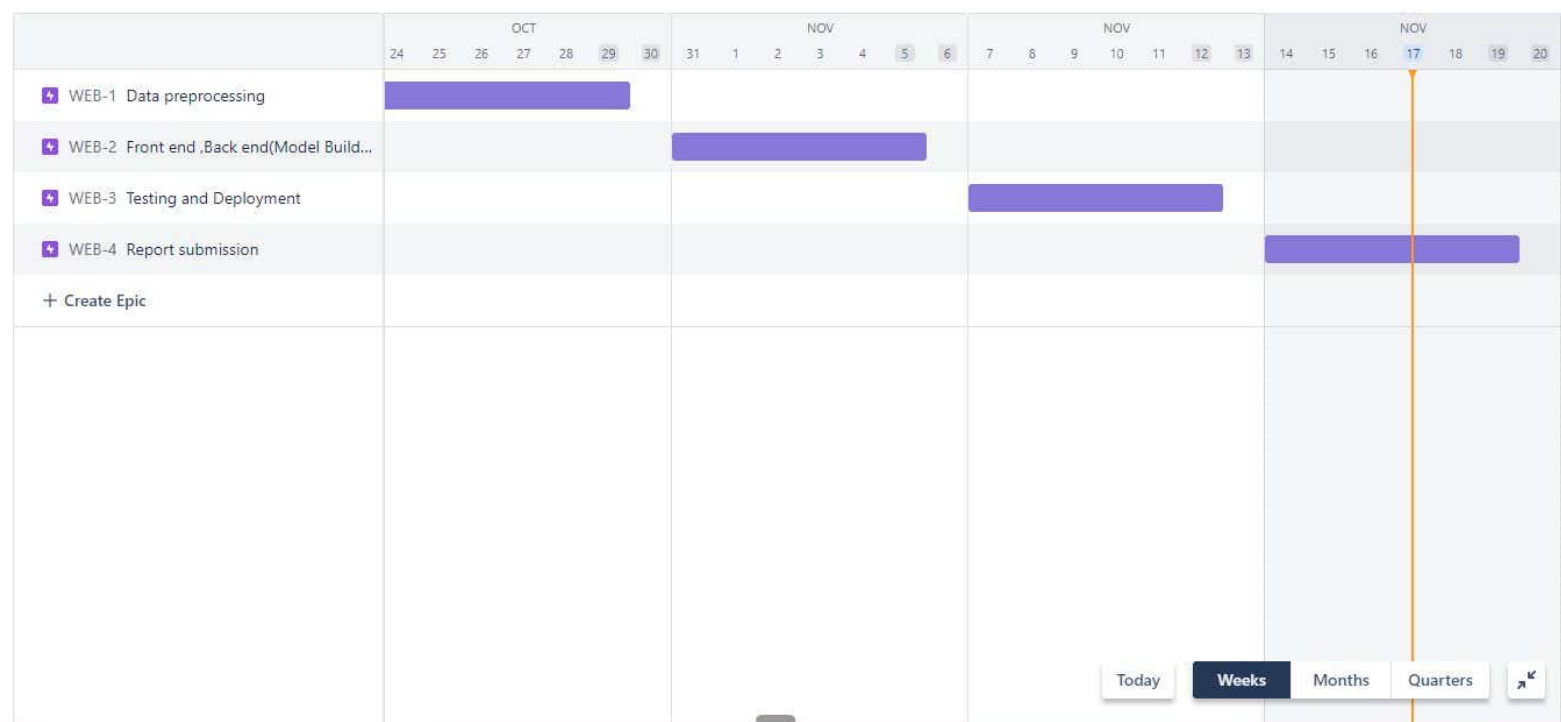 OCT NOV NOV NOV
24 25 26 27 28 29 30 31 1 2 3 4 5 6 7 8 9 10 11 12 13 14 15 16 17 18 19 20
WEB-1 Data preprocessing
WEB-2 Front end ,Back end(Model Build...
WEB-3 Testing and Deployment
WEB-4 Report submission
+ Create Epic
Today Weeks Months Quarters